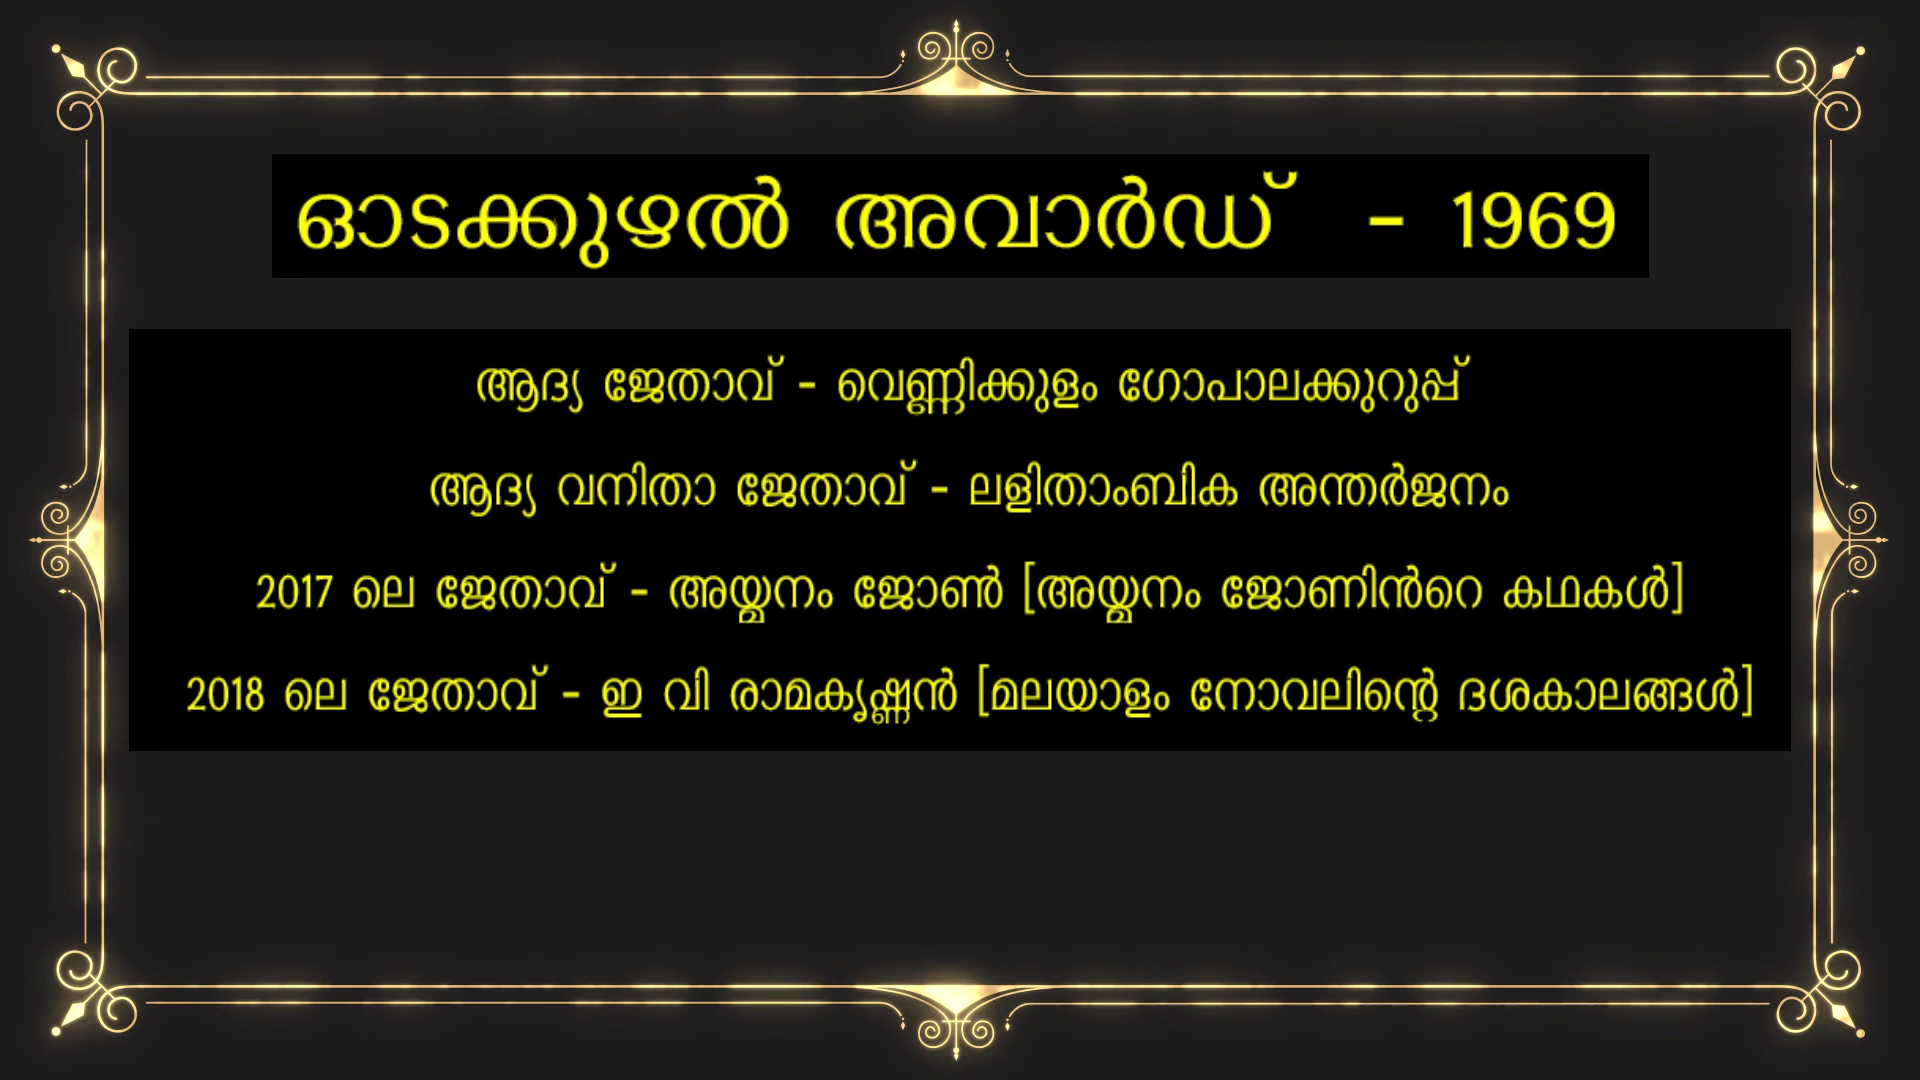 ഓടക്കുഴൽ അവാർഡ് - 1969
ആദ്യ ജേതാവ് - വെണ്ണിക്കുളം ഗോപാലക്കുറുപ്പ്
ആദ്യ വനിതാ ജേതാവ് - ലളിതാംബിക അന്തർജനം
2017 ലെ ജേതാവ് - അയ്മനം ജോൺ [അയ്മനം ജോണിൻറെ കഥകൾ]
2018 ലെ ജേതാവ് - ഇ വി രാമകൃഷ്ണൻ [മലയാളം നോവലിന്റെ ദശകാലങ്ങൾ]